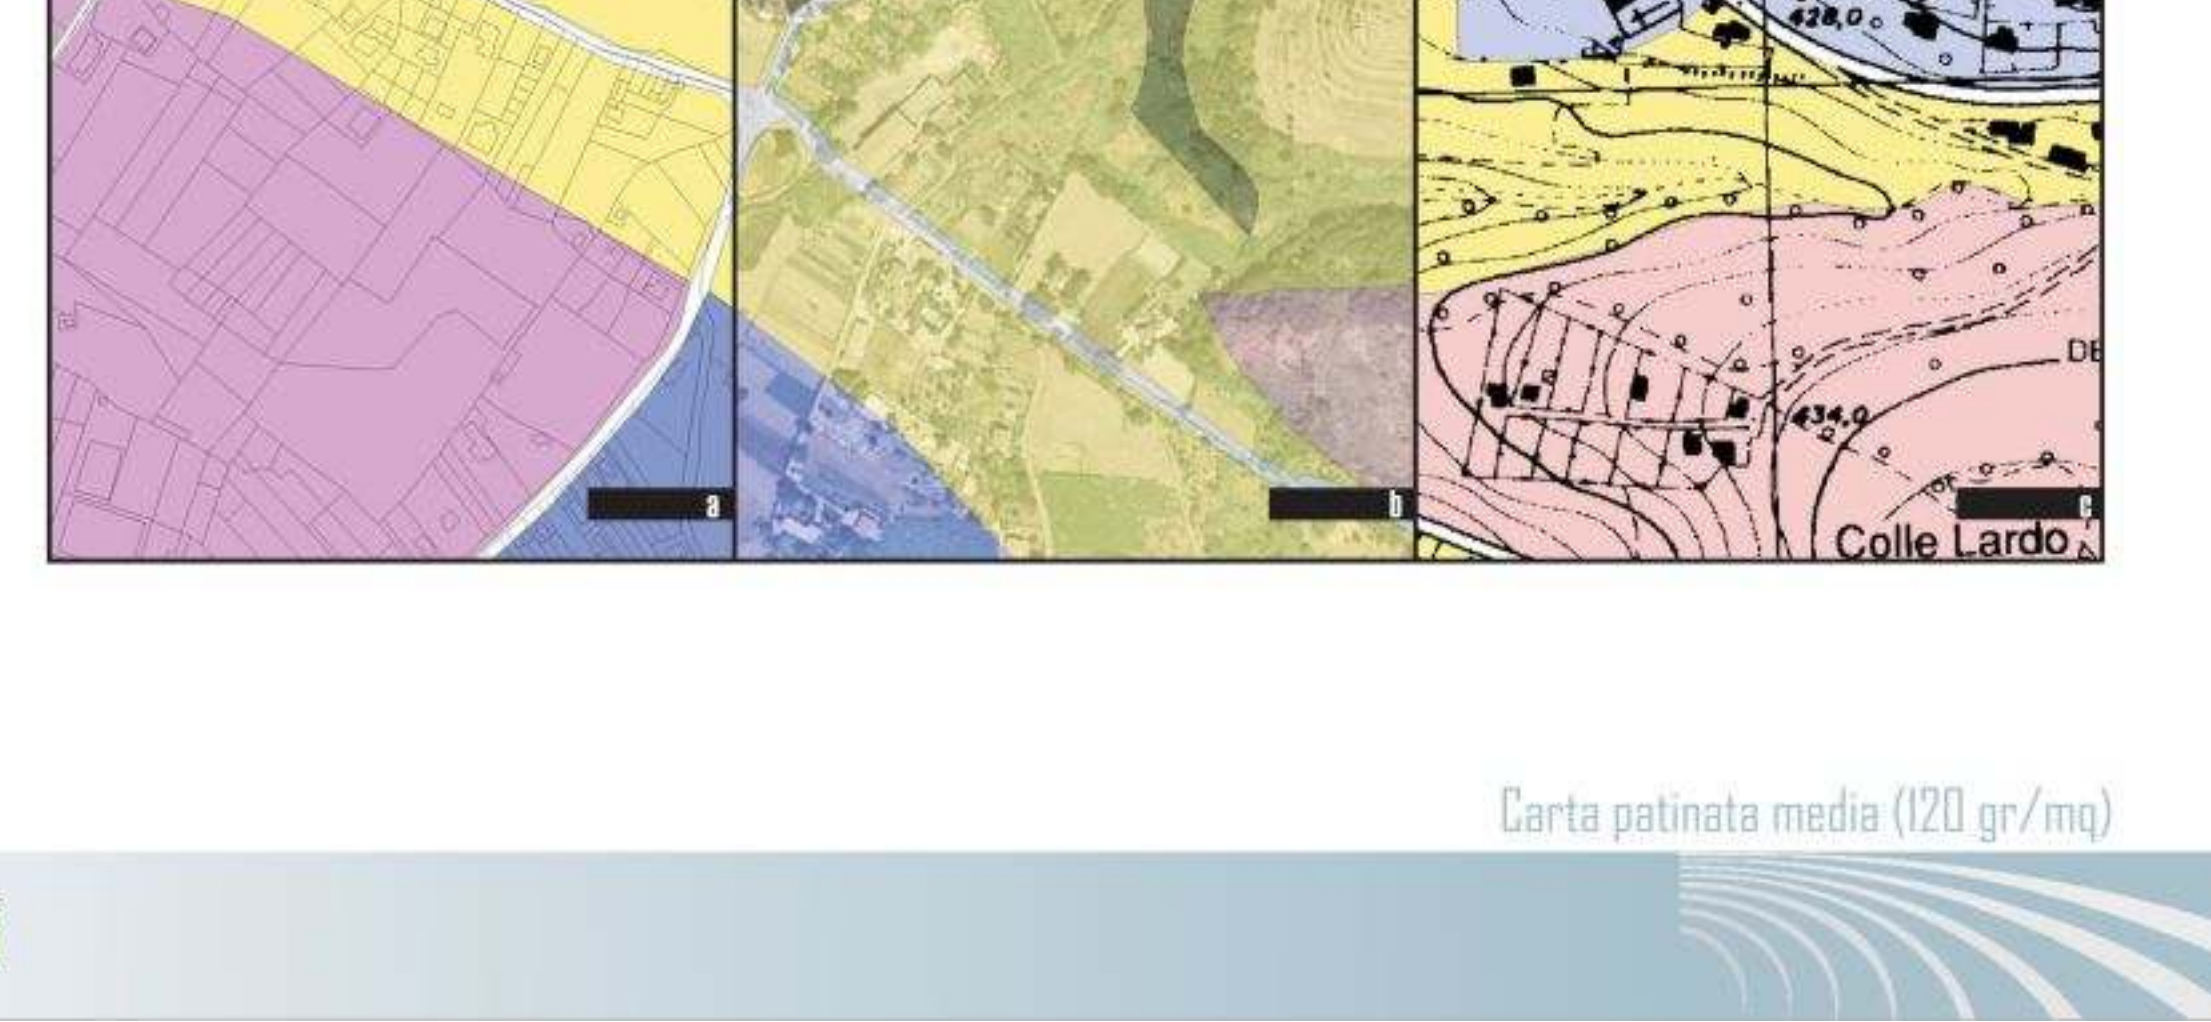 428,0
DE
434,0
a
b
c
Colle Lardo
Carta patinata media (120 gr/mq)